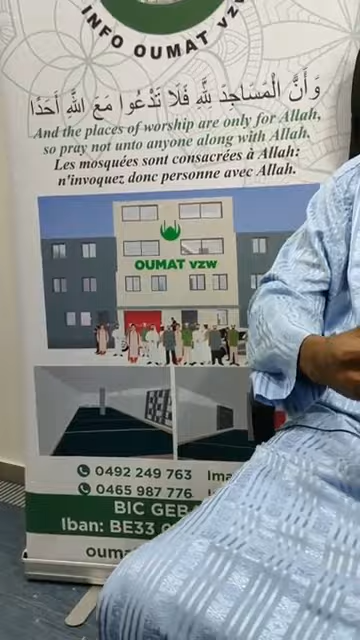 INFO OUMAT vzw
وَأَنَّ الْمَسَاجِدَ لِلَّهِ فَلَا تَدْعُوا مَعَ اللَّهِ أَحَدًا
And the places of worship are only for Allah,
so pray not unto anyone along with Allah.
Les mosquées sont consacrées à Allah:
n'invoquez donc personne avec Allah.
OUMAT vzw
0492 249 763 Ima
0465 987 776
BIC GEB
Iban: BE33
ouma